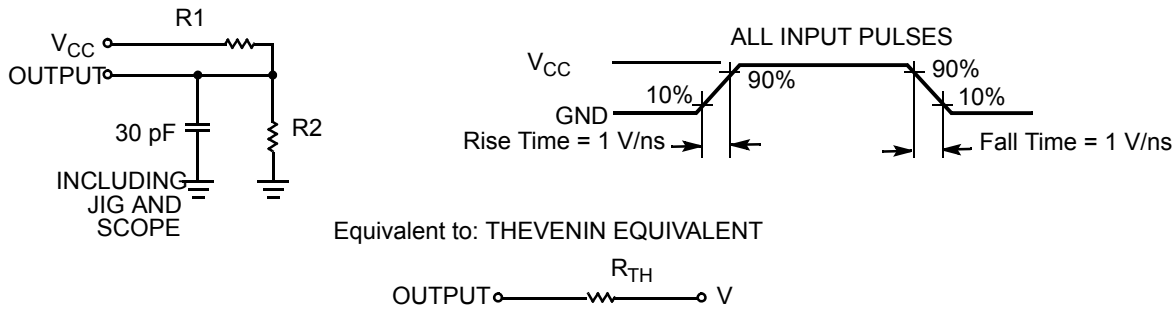 R1
V_CC
OUTPUT
30 pF
R2
INCLUDING
JIG AND
SCOPE
ALL INPUT PULSES
V_CC
GND
10%
90%
90%
10%
Rise Time = 1 V/ns
Fall Time = 1 V/ns
Equivalent to: THEVENIN EQUIVALENT
R_TH
OUTPUT
V